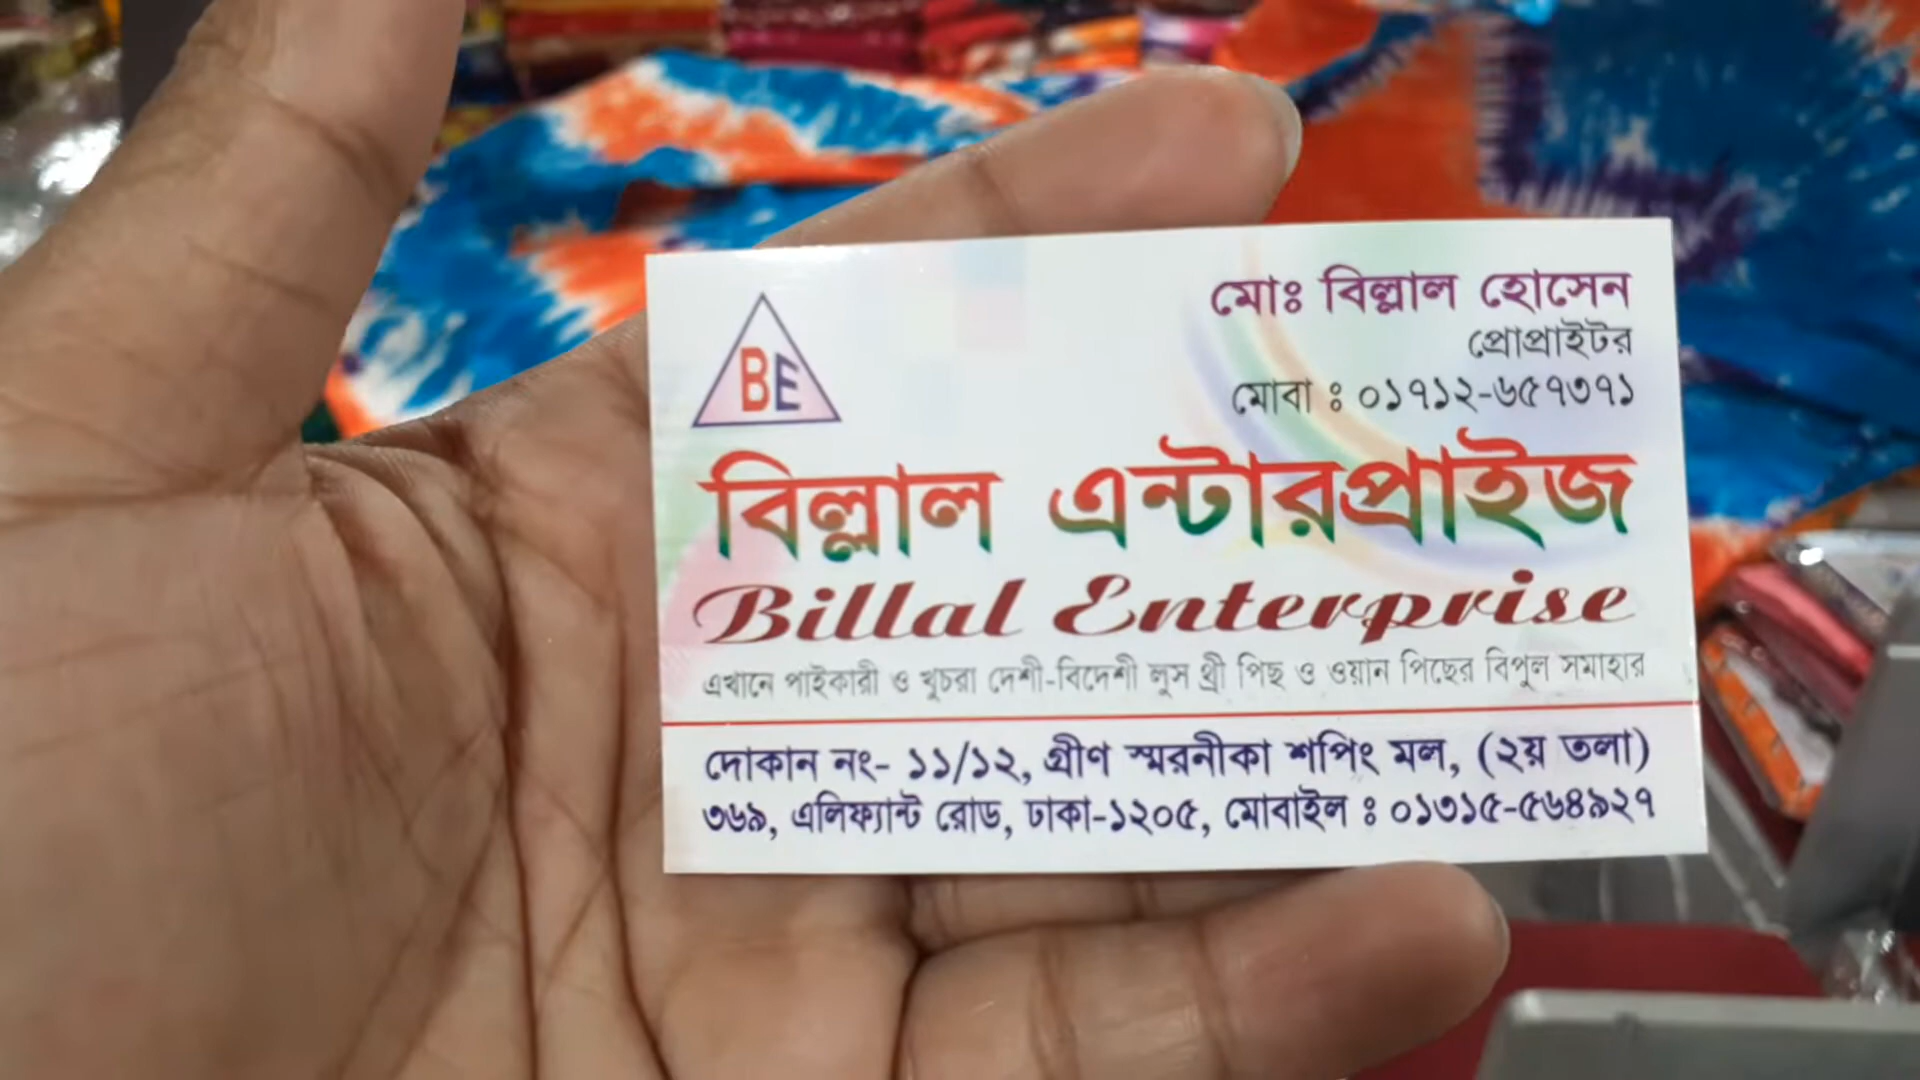 BE
মোঃ বিল্লাল হোসেন
প্রোপ্রাইটর
মোবা ঃ ০১৭১২-৬৫৭৩৭১
বিল্লাল এন্টারপ্রাইজ
Billal Enterprise
এখানে পাইকারী ও খুচরা দেশী-বিদেশী লুস থ্রী পিছ ও ওয়ান পিছের বিপুল সমাহার
দোকান নং- ১১/১২, গ্রীণ স্মরনীকা শপিং মল, (২য় তলা)
৩৬৯, এলিফ্যান্ট রোড, ঢাকা-১২০৫, মোবাইল ঃ ০১৩১৫-৫৬৪৯২৭